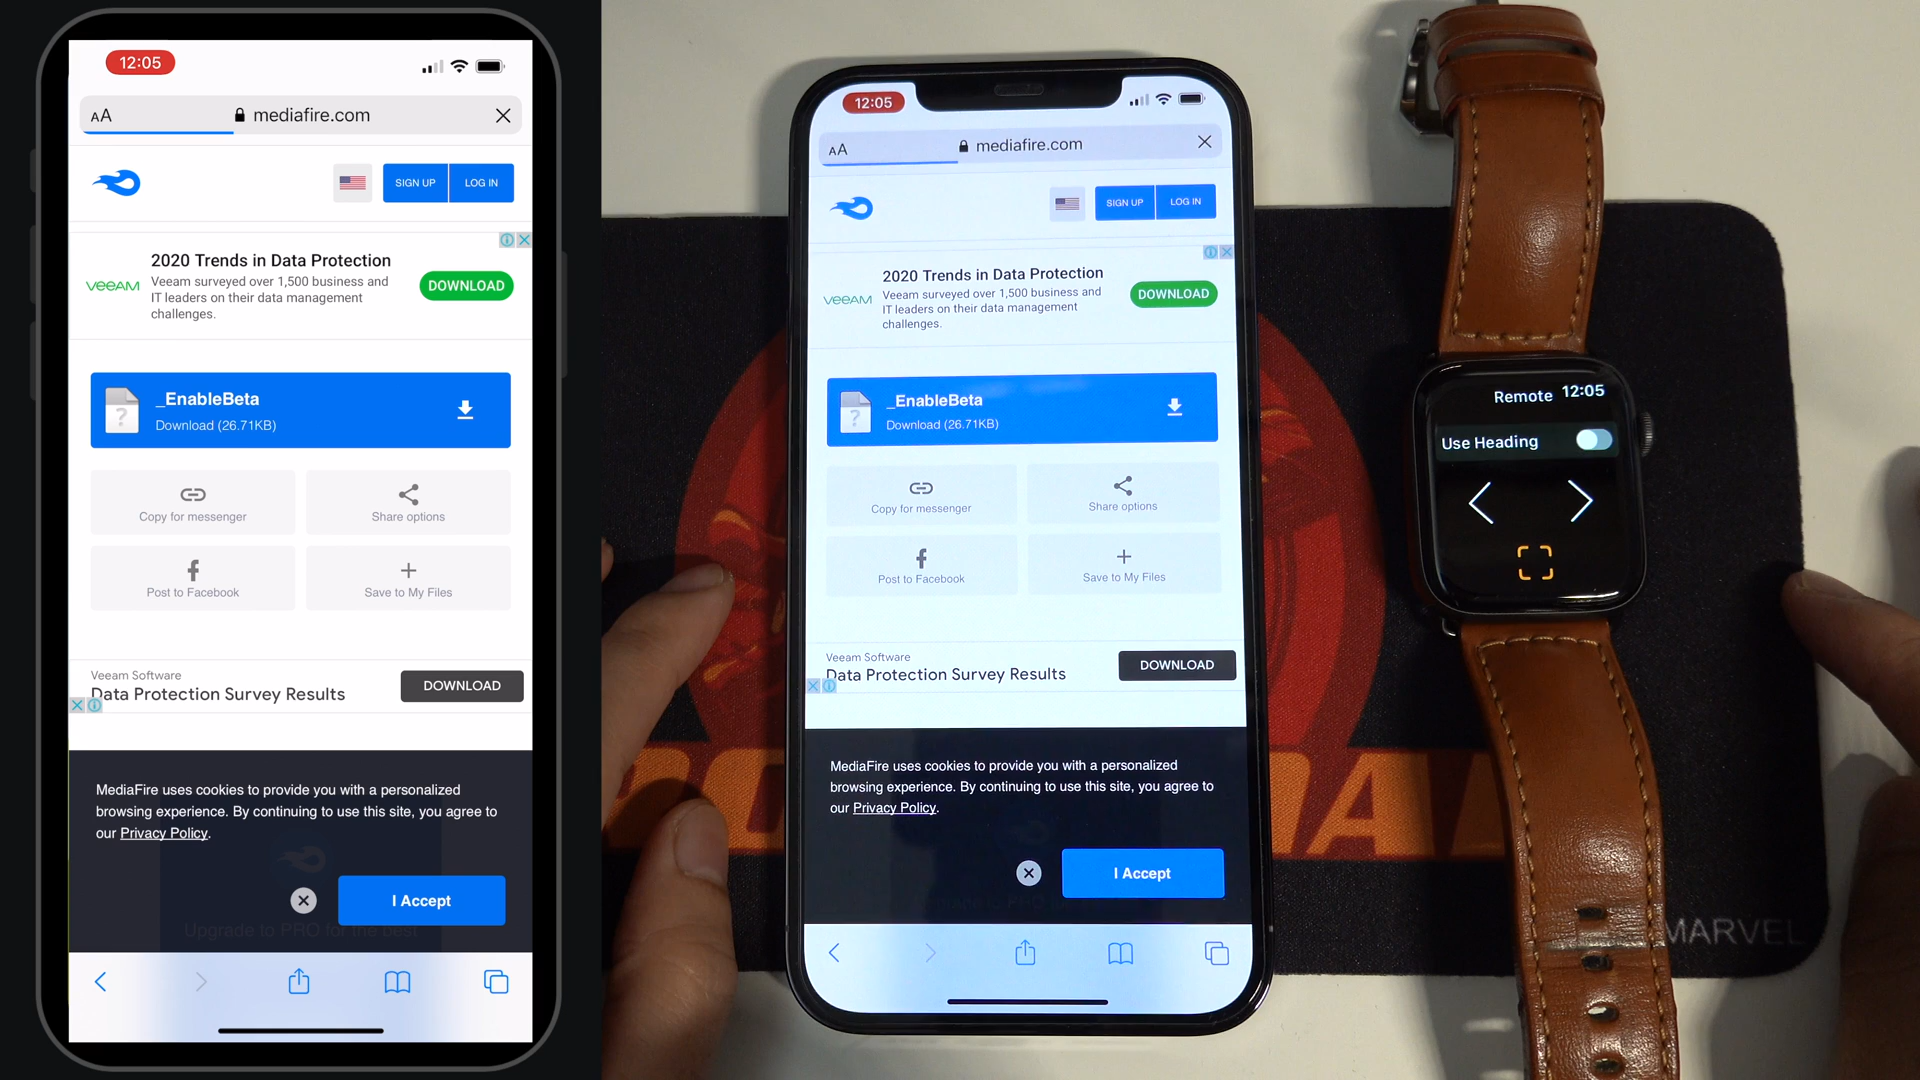 12:05
AA
mediafire.com
SIGN UP
LOG IN
2020 Trends in Data Protection
Veeam surveyed over 1,500 business and
IT leaders on their data management
challenges.
VEEAM
DOWNLOAD
_EnableBeta
Download (26.71KB)
Copy for messenger
Share options
Post to Facebook
Save to My Files
Veeam Software
Data Protection Survey Results
DOWNLOAD
MediaFire uses cookies to provide you with a personalized
browsing experience. By continuing to use this site, you agree to
our Privacy Policy.
I Accept
Upgrade to PRO for the best
12:05
AA
mediafire.com
SIGN UP
LOG IN
2020 Trends in Data Protection
Veeam surveyed over 1,500 business and
IT leaders on their data management
challenges.
VEEAM
DOWNLOAD
_EnableBeta
Download (26.71KB)
Copy for messenger
Share options
Post to Facebook
Save to My Files
Veeam Software
Data Protection Survey Results
DOWNLOAD
MediaFire uses cookies to provide you with a personalized
browsing experience. By continuing to use this site, you agree to
our Privacy Policy.
I Accept
Remote 12:05
Use Heading
MARVEL